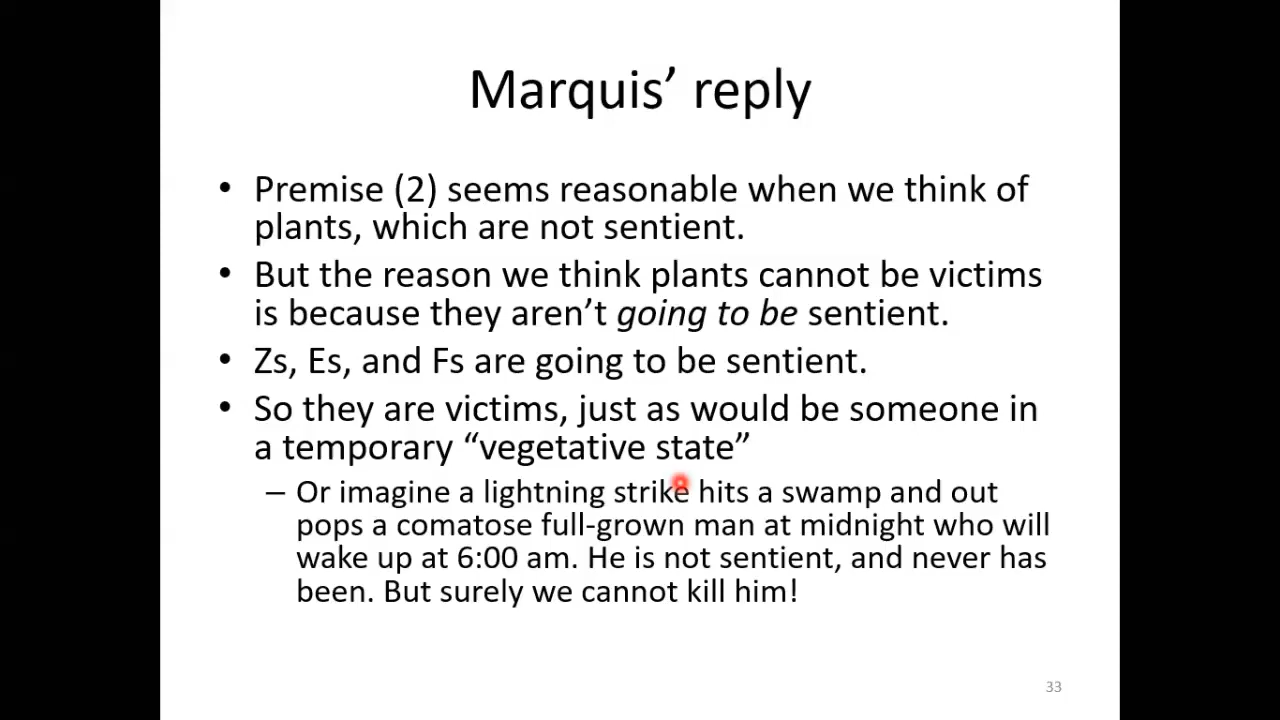 Marquis’ reply
• Premise (2) seems reasonable when we think of
plants, which are not sentient.
• But the reason we think plants cannot be victims
is because they aren’t going to be sentient.
• Zs, Es, and Fs are going to be sentient.
• So they are victims, just as would be someone in
a temporary “vegetative state”
– Or imagine a lightning strike hits a swamp and out
pops a comatose full-grown man at midnight who will
wake up at 6:00 am. He is not sentient, and never has
been. But surely we cannot kill him!
33